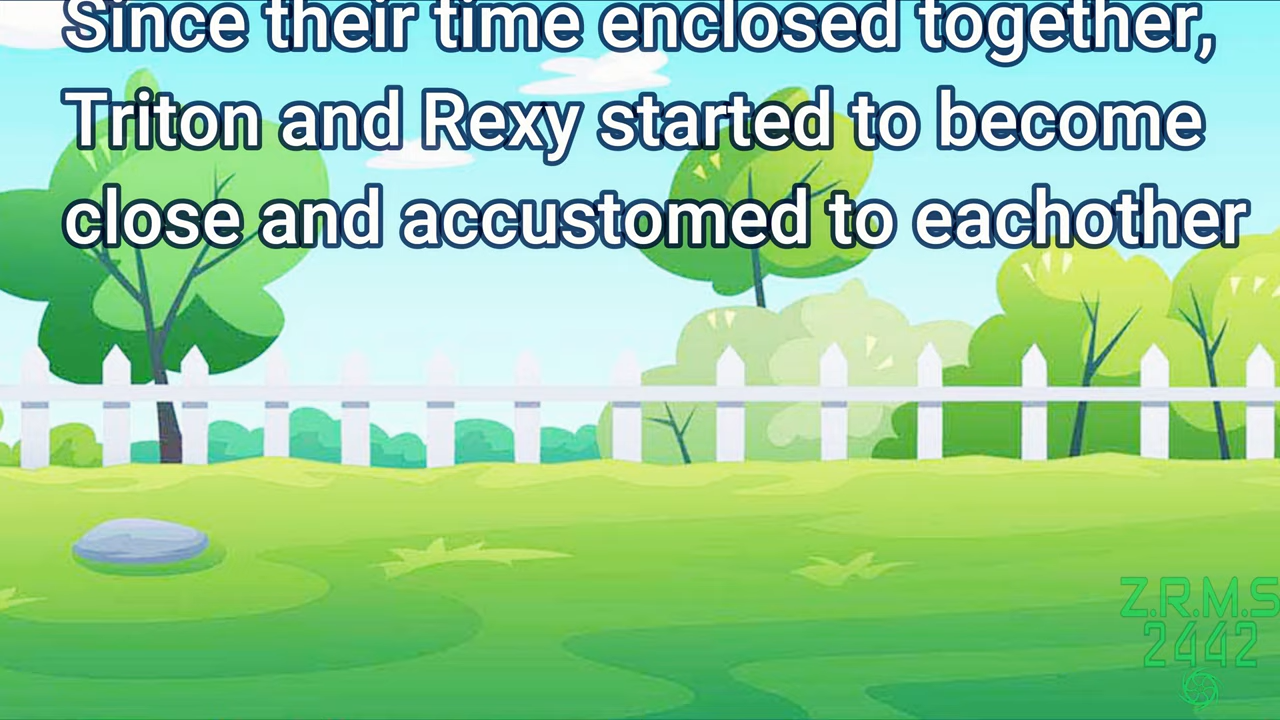 Since their time enclosed together,
Triton and Rexy started to become
close and accustomed to eachother
Z.R.M.S
2442